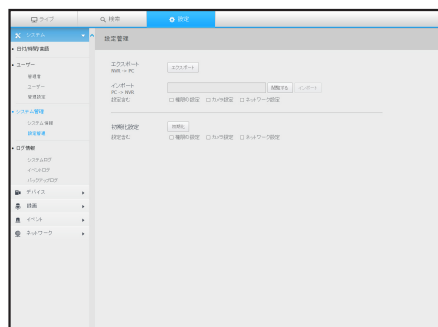 ライブ
検索
設定
システム
設定管理
日付/時間/言語
ユーザー
管理者
ユーザー
権限設定
システム管理
システム情報
設定管理
ログ情報
システムログ
イベントログ
バックアップログ
デバイス
録画
イベント
ネットワーク
エクスポート
NVR -> PC
エクスポート
インポート
PC -> NVR
閲覧する
インポート
設定含む
権限の設定
カメラ設定
ネットワーク設定
初期化設定
初期化
設定含む
権限の設定
カメラ設定
ネットワーク設定